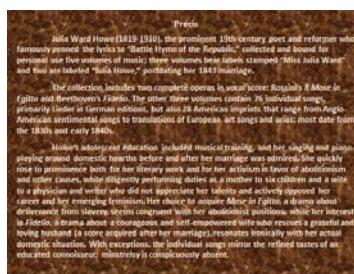 Précis
Julia Ward Howe (1819-1910), the prominent 19th-century poet and reformer who
famously penned the lyrics to "Battle Hymn of the Republic," collected and bound for
personal use five volumes of music; three volumes bear labels stamped "Miss Julia Ward"
and two are labeled "Julia Howe," postdating her 1843 marriage.
The collection includes two complete operas in vocal score: Rossini's Il Mose in
Egitto and Beethoven's Fidelio. The other three volumes contain 76 individual songs,
primarily Lieder in German editions, but also 28 American imprints that range from Anglo-
American sentimental songs to translations of European art songs and arias; most date from
the 1830s and early 1840s.
Howe's adolescent education included musical training, and her singing and piano
playing around domestic hearths before and after her marriage was admired. She quickly
rose to prominence both for her literary work and for her activism in favor of abolitionism
and other causes, while diligently performing duties as a mother to six children and a wife
to a physician and writer who did not appreciate her talents and actively opposed her
career and her emerging feminism. Her choice to acquire Mose in Egitto, a drama about
deliverance from slavery, seems congruent with her abolitionist positions, while her interest
in Fidelio, a drama about a courageous and self-empowered wife who rescues a grateful and
loving husband (a score acquired after her marriage), resonates ironically with her actual
domestic situation. With exceptions, the individual songs mirror the refined tastes of an
educated connoisseur; minstrelsy is conspicuously absent.